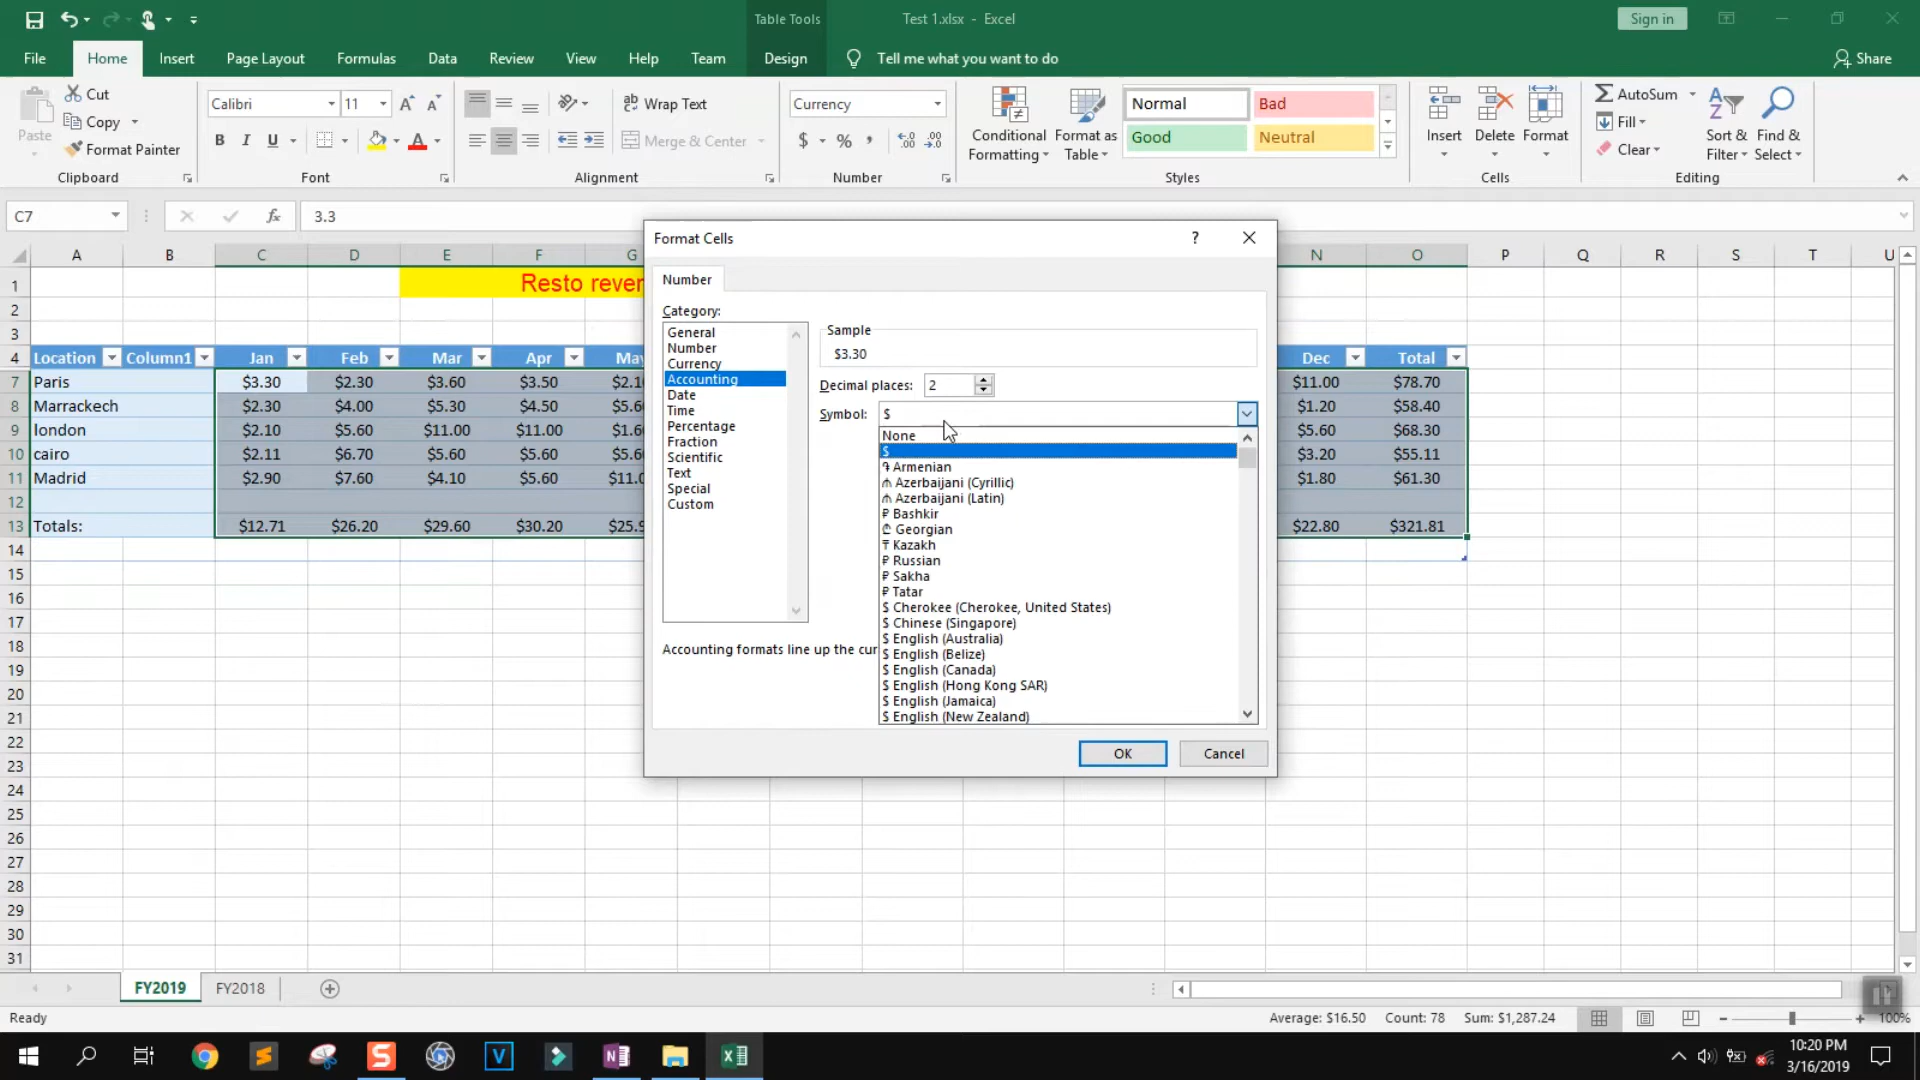 Table Tools
Test 1.xlsx - Excel
Sign in
File Home Insert Page Layout Formulas Data Review View Help Team Design Tell me what you want to do Share
Paste
Cut
Copy
Format Painter
Clipboard
Calibri 11
B I U
Font
Wrap Text
Merge & Center
Alignment
Currency
$ % ,
Number
Conditional Formatting
Format as Table
Normal Bad
Good Neutral
Styles
Insert Delete Format
Cells
AutoSum
Fill
Clear
Sort & Filter
Find & Select
Editing
C7 fx 3.3
A B C D E F G N O P Q R S T U
1 Resto rever
2
3
4 Location Column1 Jan Feb Mar Apr May Dec Total
7 Paris $3.30 $2.30 $3.60 $3.50 $2.10 $11.00 $78.70
8 Marrackech $2.30 $4.00 $5.30 $4.50 $5.6 $1.20 $58.40
9 london $2.10 $5.60 $11.00 $11.00 $1.6 $5.60 $68.30
10 cairo $2.11 $6.70 $5.60 $5.60 $5.6 $3.20 $55.11
11 Madrid $2.90 $7.60 $4.10 $5.60 $11.0 $1.80 $61.30
12
13 Totals: $12.71 $26.20 $29.60 $30.20 $25.9 $22.80 $321.81
14
15
16
17
18
19
20
21
22
23
24
25
26
27
28
29
30
31
Format Cells ?
Number
Category:
General
Number
Currency
Accounting
Date
Time
Percentage
Fraction
Scientific
Text
Special
Custom
Sample
$3.30
Decimal places: 2
Symbol: $
None
$
֏ Armenian
₼ Azerbaijani (Cyrillic)
₼ Azerbaijani (Latin)
₽ Bashkir
₾ Georgian
₸ Kazakh
₽ Russian
₽ Sakha
₽ Tatar
$ Cherokee (Cherokee, United States)
$ Chinese (Singapore)
$ English (Australia)
$ English (Belize)
$ English (Canada)
$ English (Hong Kong SAR)
$ English (Jamaica)
$ English (New Zealand)
Accounting formats line up the cur
OK Cancel
FY2019 FY2018
Ready
Average: $16.50 Count: 78 Sum: $1,287.24
100%
10:20 PM
3/16/2019